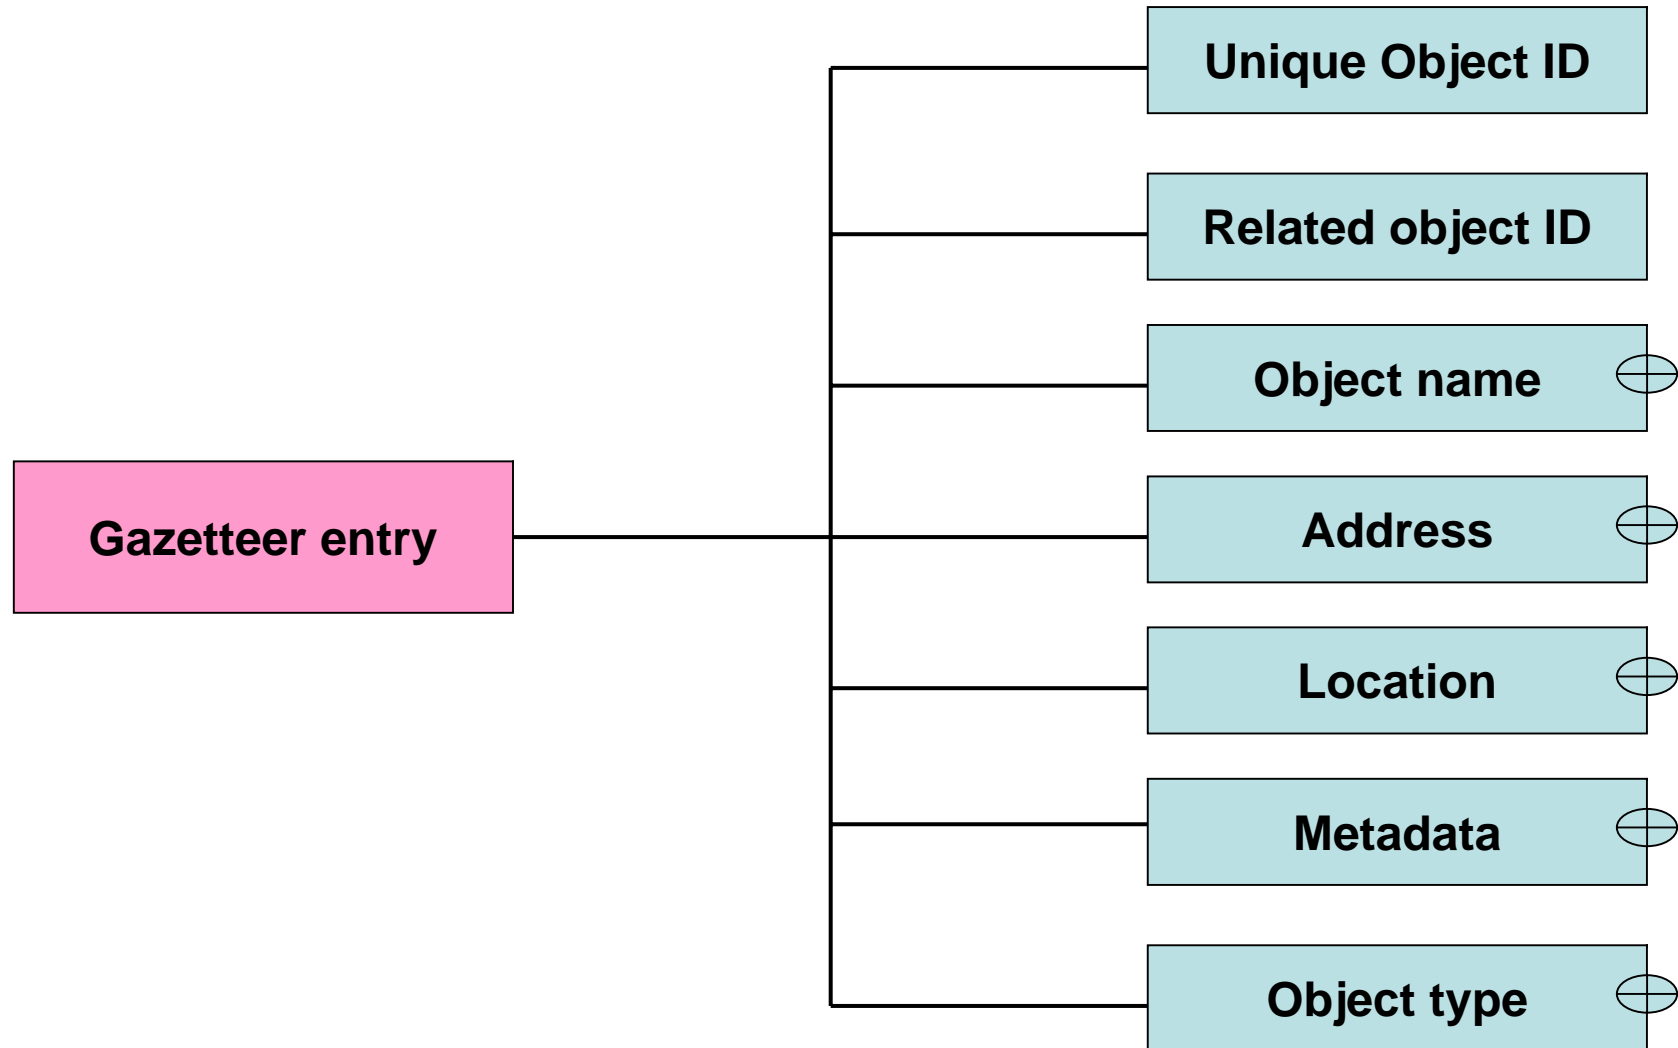 Unique Object ID
Related object ID
Object name
Gazetteer entry
Address
Location
Metadata
Object type